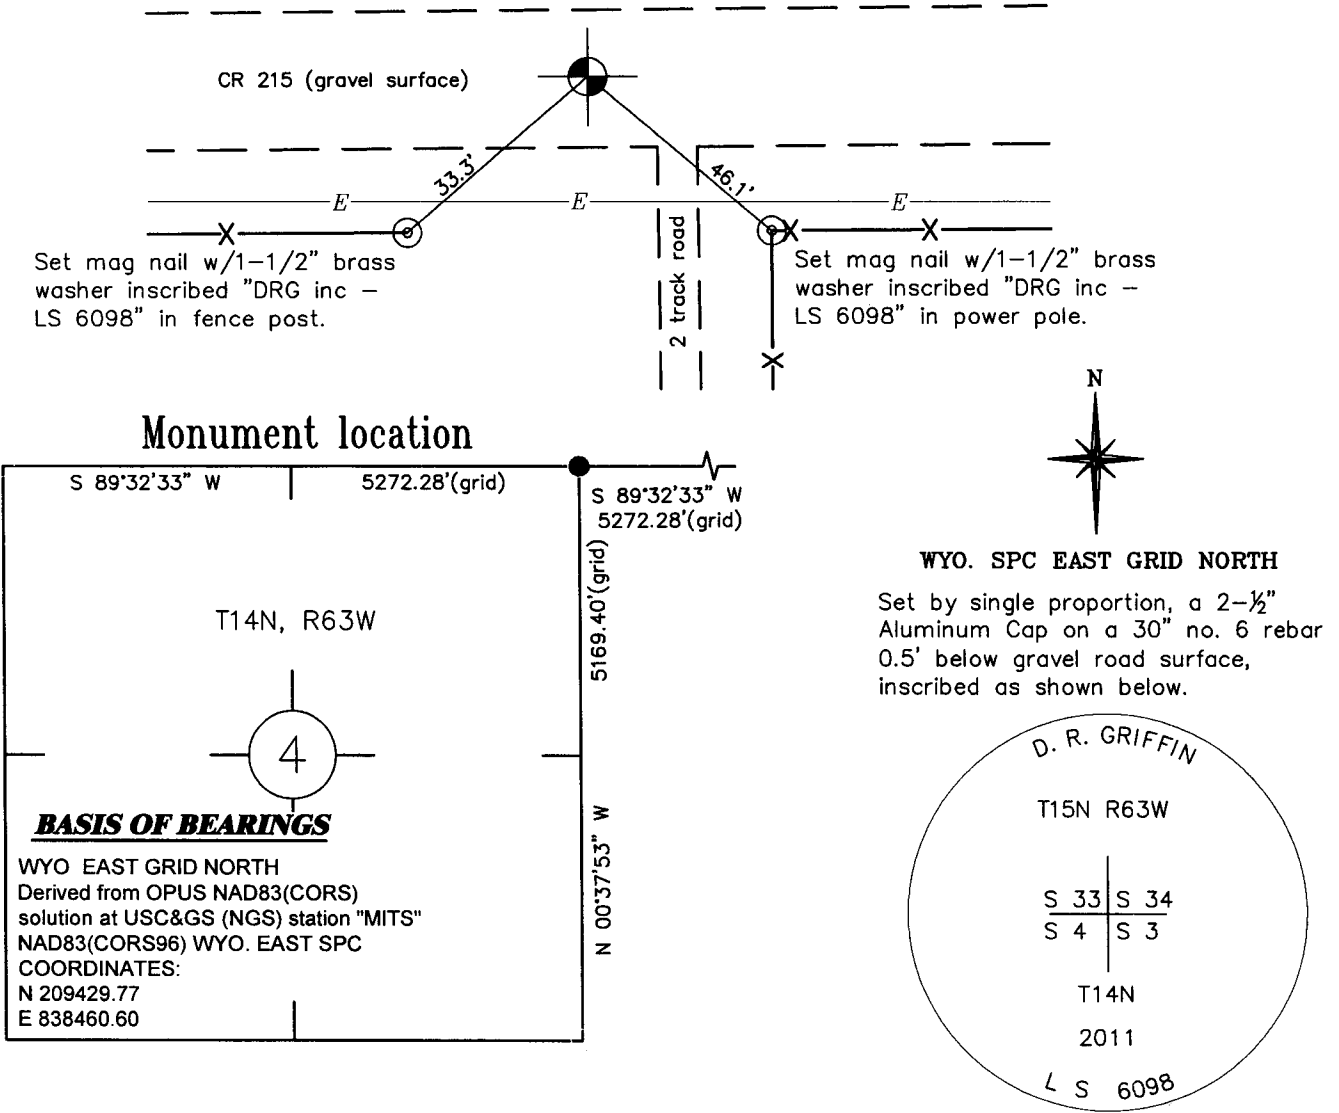 CR 215 (gravel surface)
33.3'
46.1'
E
E
E
2 track road
Set mag nail w/1-1/2" brass
washer inscribed "DRG inc -
LS 6098" in fence post.
Set mag nail w/1-1/2" brass
washer inscribed "DRG inc -
LS 6098" in power pole.
Monument location
S 89°32'33" W
5272.28'(grid)
S 89°32'33" W
5272.28'(grid)
5169.40'(grid)
N 00°37'53" W
T14N, R63W
4
BASIS OF BEARINGS
WYO EAST GRID NORTH
Derived from OPUS NAD83(CORS)
solution at USC&GS (NGS) station "MITS"
NAD83(CORS96) WYO. EAST SPC
COORDINATES:
N 209429.77
E 838460.60
N
WYO. SPC EAST GRID NORTH
Set by single proportion, a 2-½"
Aluminum Cap on a 30" no. 6 rebar
0.5' below gravel road surface,
inscribed as shown below.
D. R. GRIFFIN
T15N R63W
S 33 S 34
S 4 S 3
T14N
2011
L S 6098